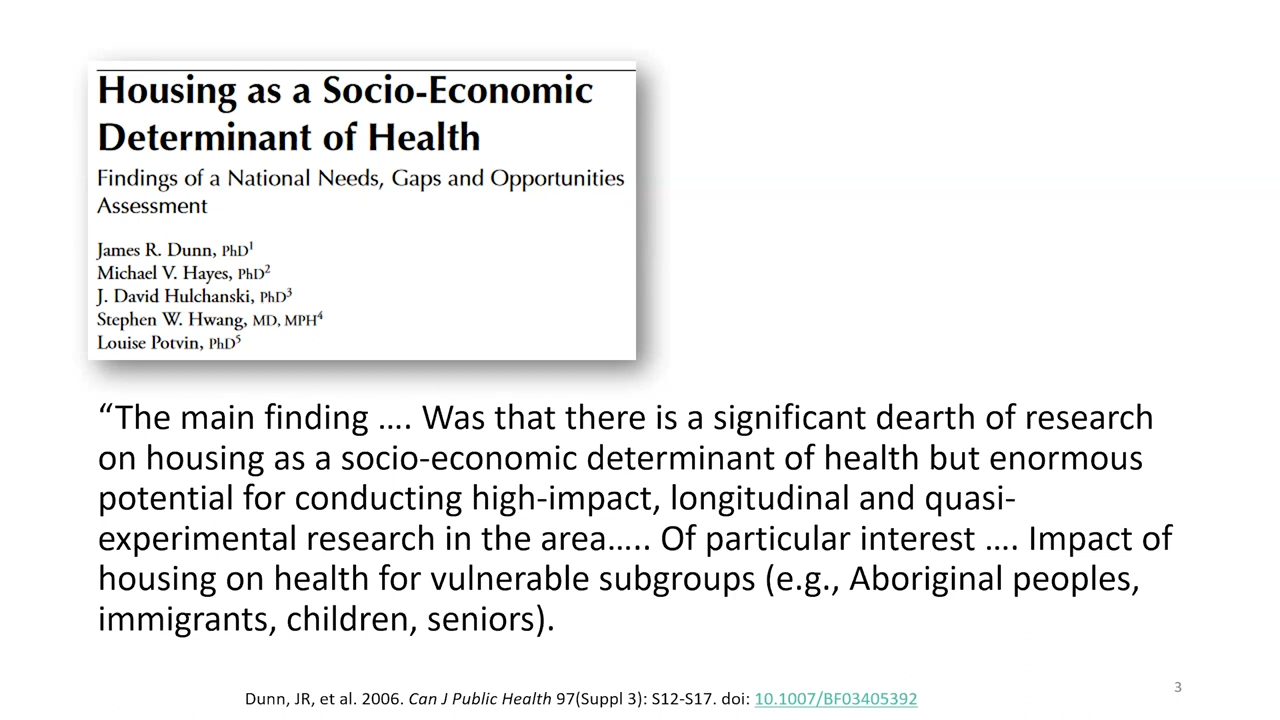 Housing as a Socio-Economic
Determinant of Health
Findings of a National Needs, Gaps and Opportunities
Assessment
James R. Dunn, PhD1
Michael V. Hayes, PhD2
J. David Hulchanski, PhD3
Stephen W. Hwang, MD, MPH4
Louise Potvin, PhD5
“The main finding …. Was that there is a significant dearth of research
on housing as a socio-economic determinant of health but enormous
potential for conducting high-impact, longitudinal and quasi-
experimental research in the area….. Of particular interest …. Impact of
housing on health for vulnerable subgroups (e.g., Aboriginal peoples,
immigrants, children, seniors).
Dunn, JR, et al. 2006. Can J Public Health 97(Suppl 3): S12-S17. doi: 10.1007/BF03405392
3